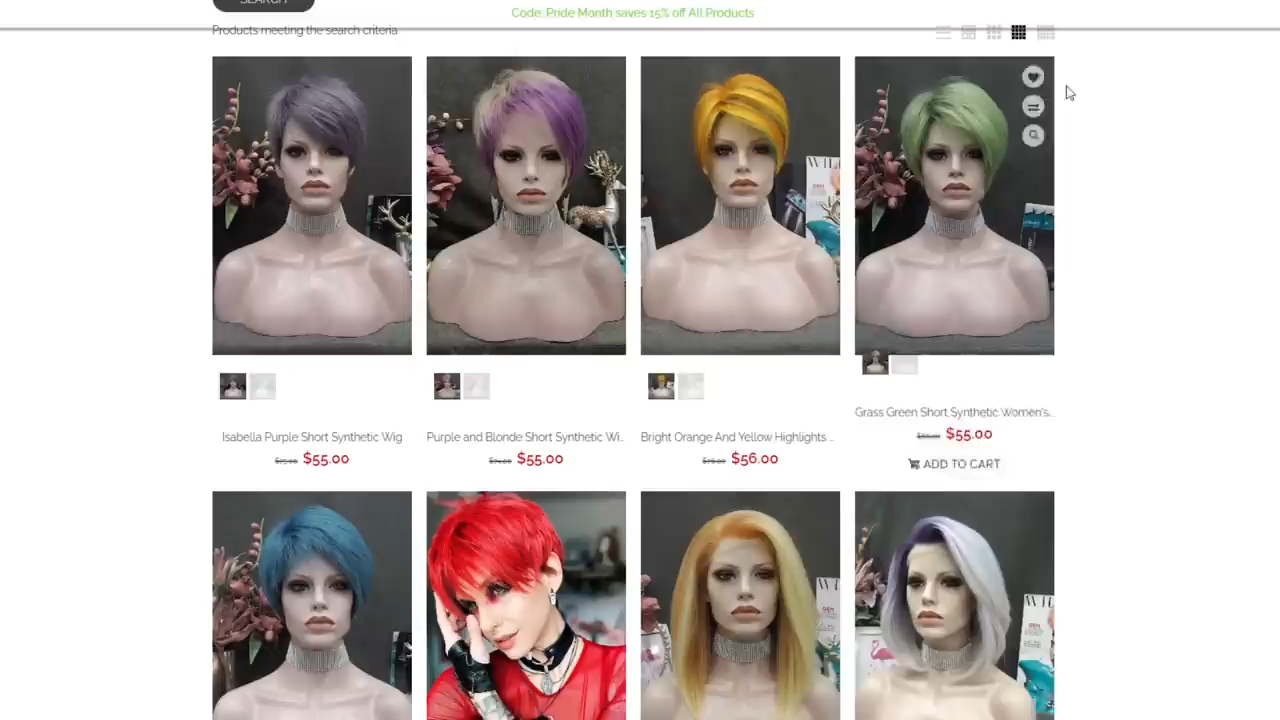 SEARCH
Code: Pride Month saves 15% off All Products
Products meeting the search criteria
Isabella Purple Short Synthetic Wig
$55.00
Purple and Blonde Short Synthetic Wi..
$55.00
Bright Orange And Yellow Highlights ..
$56.00
Grass Green Short Synthetic Women's..
$55.00
ADD TO CART